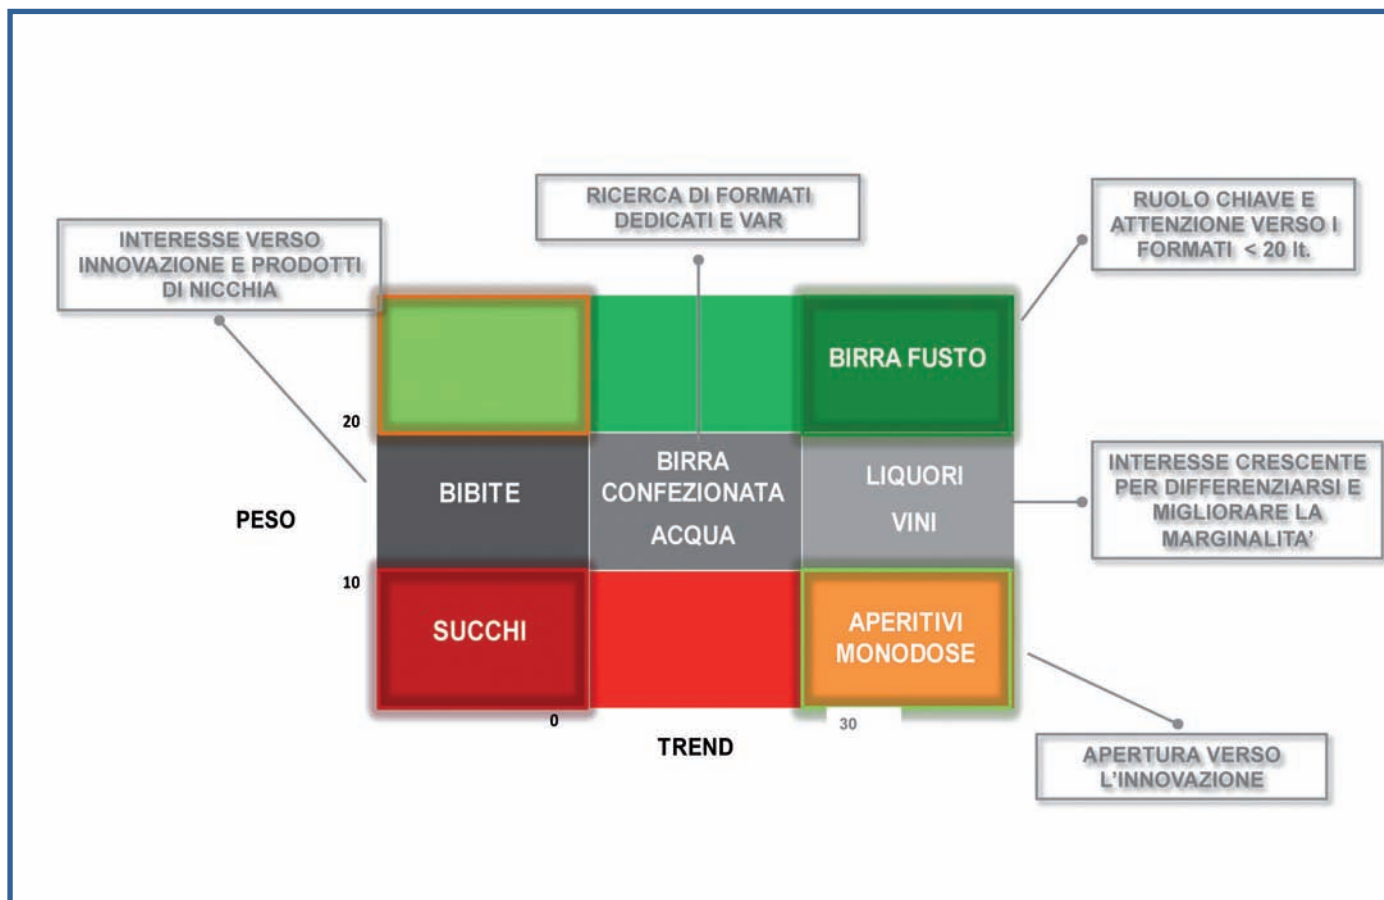 RICERCA DI FORMATI
DEDICATI E VAR
RUOLO CHIAVE E
ATTENZIONE VERSO I
FORMATI < 20 lt.
INTERESSE VERSO
INNOVAZIONE E PRODOTTI
DI NICCHIA
BIRRA FUSTO
20
BIBITE
BIRRA
CONFEZIONATA
ACQUA
LIQUORI
VINI
INTERESSE CRESCENTE
PER DIFFERENZIARSI E
MIGLIORARE LA
MARGINALITA'
PESO
10
SUCCHI
APERITIVI
MONODOSE
0
30
TREND
APERTURA VERSO
L'INNOVAZIONE